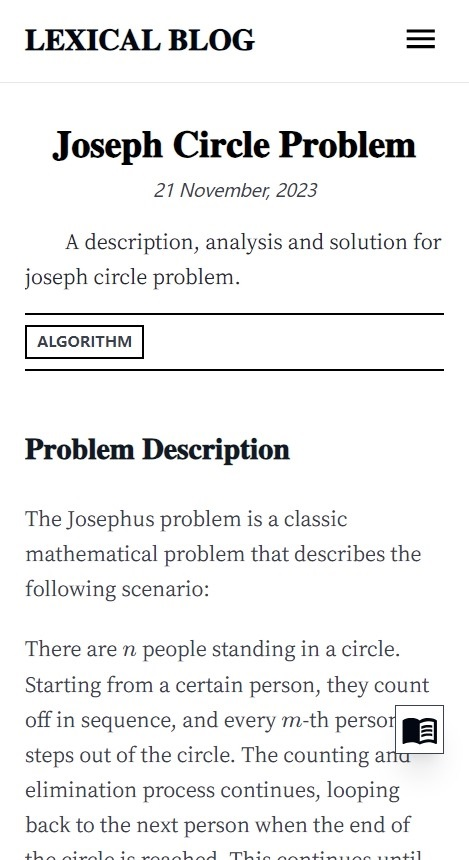 LEXICAL BLOG
Joseph Circle Problem
21 November, 2023
A description, analysis and solution for
joseph circle problem.
ALGORITHM
Problem Description
The Josephus problem is a classic
mathematical problem that describes the
following scenario:
There are n people standing in a circle.
Starting from a certain person, they count
off in sequence, and every m-th person
steps out of the circle. The counting and
elimination process continues, looping
back to the next person when the end of
the circle is reached. This continues until